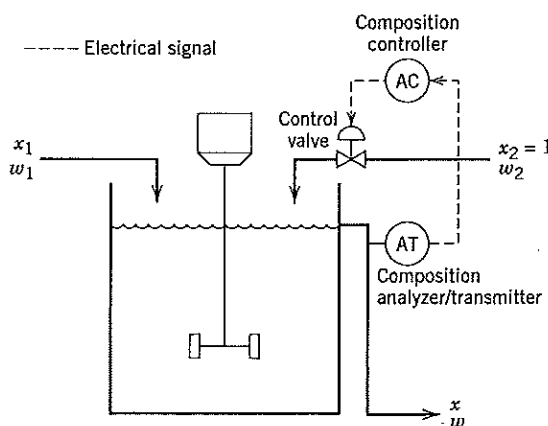 Composition
controller
Electrical signal
AC
Control
valve
x₁
w₁
x₂ = 1
w₂
AT
Composition
analyzer/transmitter
x
w